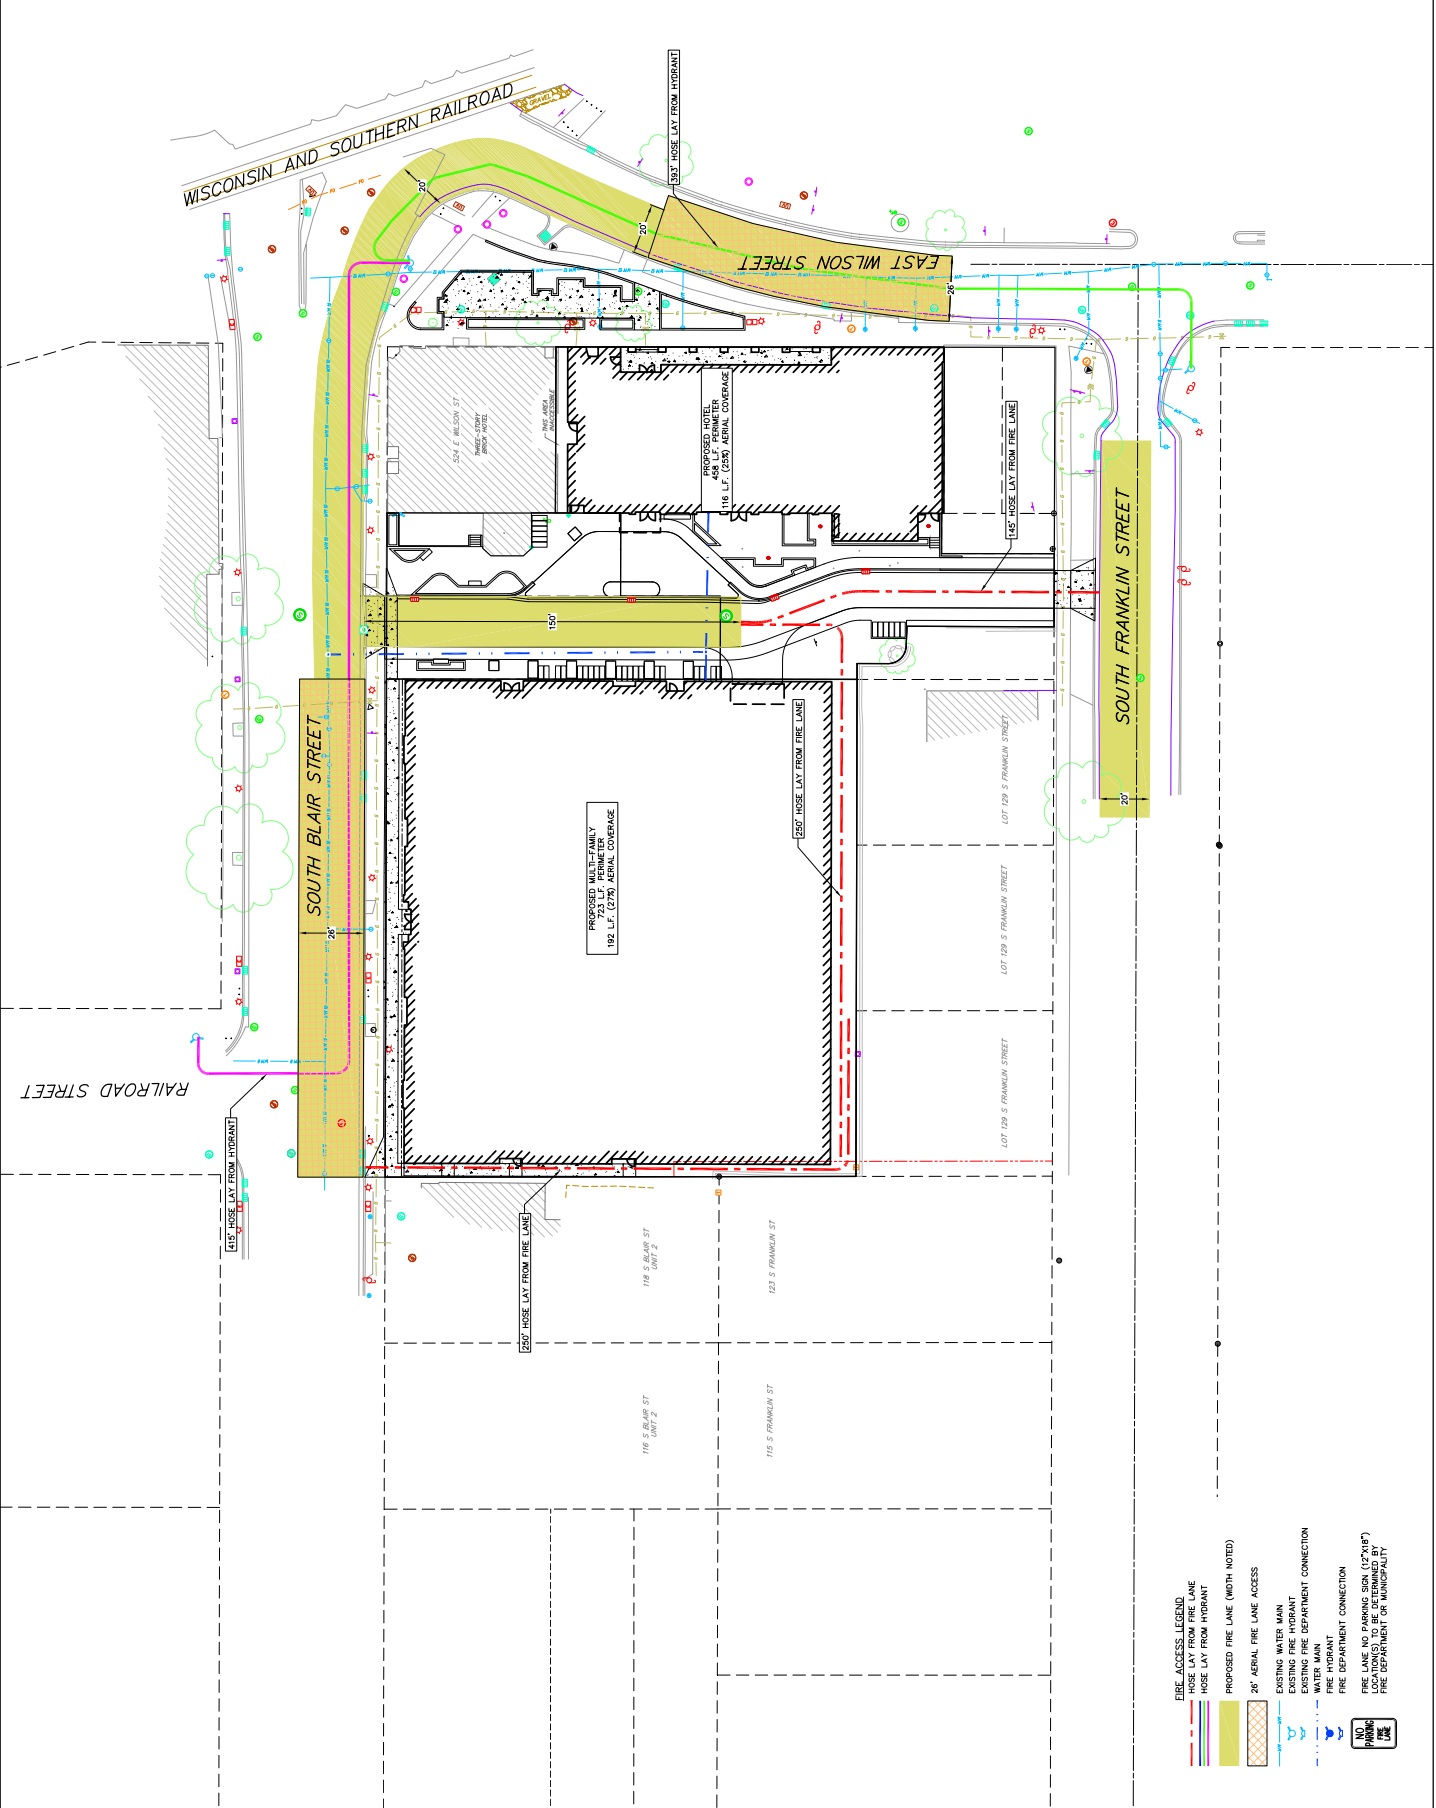 WISCONSIN AND SOUTHERN RAILROAD
GRAVEL
393' HOSE LAY FROM HYDRANT
20'
20'
EAST WILSON STREET
26'
524 E WILSON ST
THREE-STORY
BRICK HOTEL
THIS AREA
INACCESSIBLE
PROPOSED HOTEL
458 L.F. PERIMETER
116 L.F. (25%) AERIAL COVERAGE
145' HOSE LAY FROM FIRE LANE
SOUTH FRANKLIN STREET
20'
150'
SOUTH BLAIR STREET
26'
PROPOSED MULTI-FAMILY
723 L.F. PERIMETER
192 L.F. (27%) AERIAL COVERAGE
250' HOSE LAY FROM FIRE LANE
LOT 129 S FRANKLIN STREET
LOT 129 S FRANKLIN STREET
LOT 129 S FRANKLIN STREET
RAILROAD STREET
415' HOSE LAY FROM HYDRANT
250' HOSE LAY FROM FIRE LANE
118 S BLAIR ST
UNIT 2
123 S FRANKLIN ST
116 S BLAIR ST
UNIT 2
115 S FRANKLIN ST
FIRE ACCESS LEGEND
HOSE LAY FROM FIRE LANE
HOSE LAY FROM HYDRANT
PROPOSED FIRE LANE (WIDTH NOTED)
26' AERIAL FIRE LANE ACCESS
EXISTING WATER MAIN
EXISTING FIRE HYDRANT
EXISTING FIRE DEPARTMENT CONNECTION
WATER MAIN
FIRE HYDRANT
FIRE DEPARTMENT CONNECTION
NO
PARKING
FIRE
LANE
FIRE LANE NO PARKING SIGN (12"X18")
LOCATION(S) TO BE DETERMINED BY
FIRE DEPARTMENT OR MUNICIPALITY